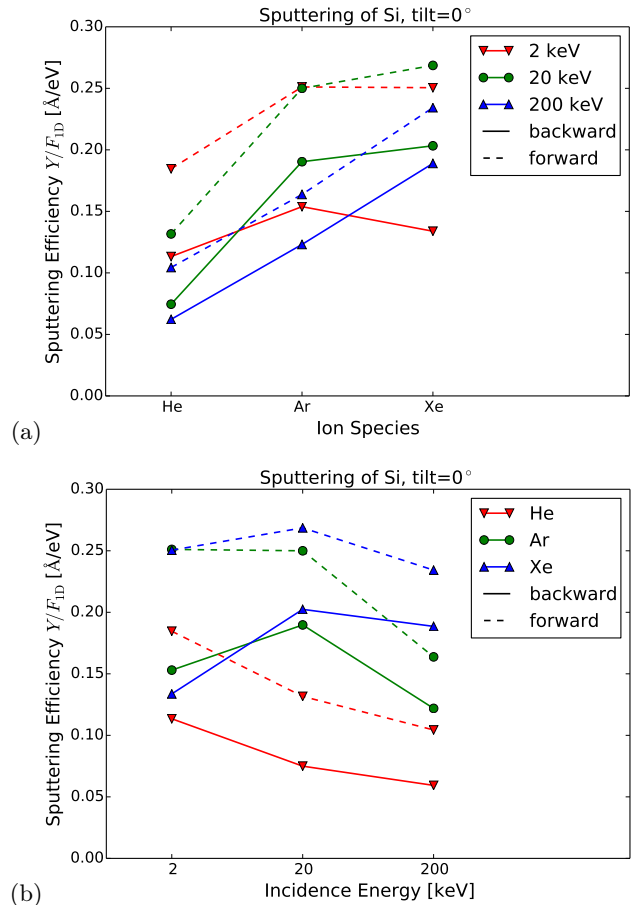 Sputtering of Si, tilt=0°
Sputtering Efficiency Y/F₁D [Å/eV]
0.30
0.25
0.20
0.15
0.10
0.05
0.00
2 keV
20 keV
200 keV
backward
forward
He Ar Xe
Ion Species
(a)
Sputtering of Si, tilt=0°
Sputtering Efficiency Y/F₁D [Å/eV]
0.30
0.25
0.20
0.15
0.10
0.05
0.00
He
Ar
Xe
backward
forward
2 20 200
Incidence Energy [keV]
(b)